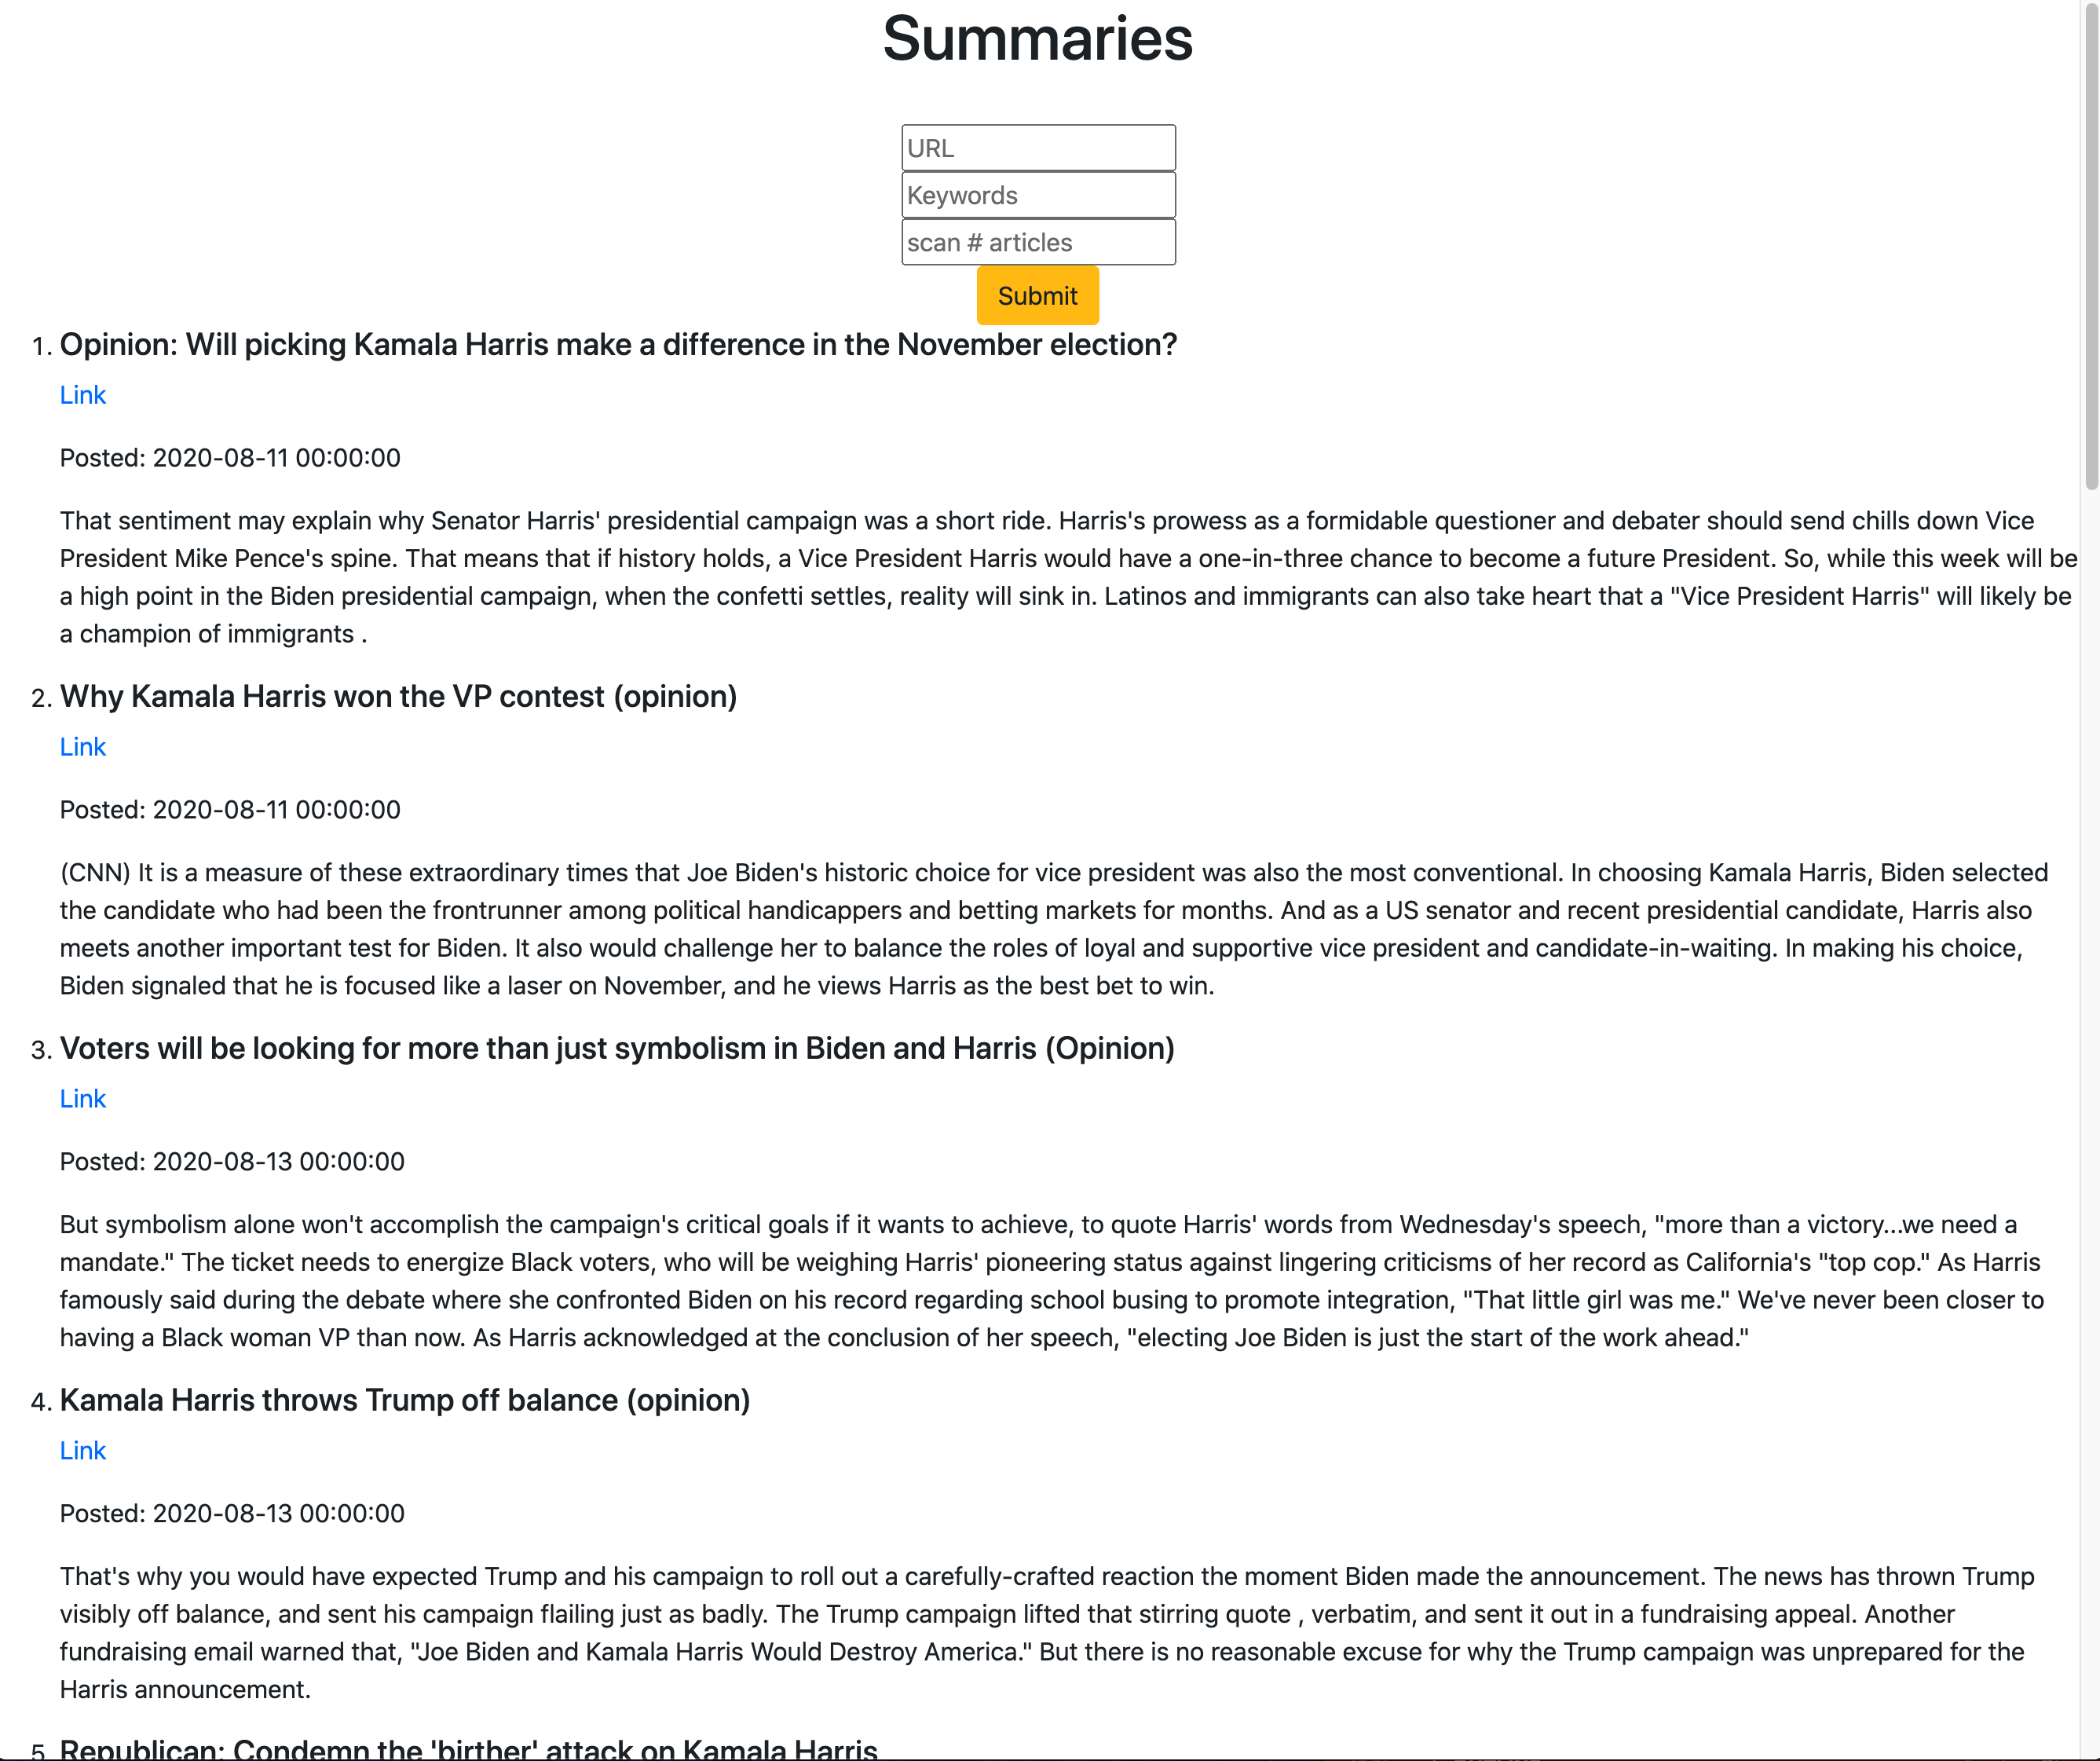 Summaries
URL
Keywords
scan # articles
Submit
1. Opinion: Will picking Kamala Harris make a difference in the November election?
Link
Posted: 2020-08-11 00:00:00
That sentiment may explain why Senator Harris' presidential campaign was a short ride. Harris's prowess as a formidable questioner and debater should send chills down Vice
President Mike Pence's spine. That means that if history holds, a Vice President Harris would have a one-in-three chance to become a future President. So, while this week will be
a high point in the Biden presidential campaign, when the confetti settles, reality will sink in. Latinos and immigrants can also take heart that a "Vice President Harris" will likely be
a champion of immigrants .
2. Why Kamala Harris won the VP contest (opinion)
Link
Posted: 2020-08-11 00:00:00
(CNN) It is a measure of these extraordinary times that Joe Biden's historic choice for vice president was also the most conventional. In choosing Kamala Harris, Biden selected
the candidate who had been the frontrunner among political handicappers and betting markets for months. And as a US senator and recent presidential candidate, Harris also
meets another important test for Biden. It also would challenge her to balance the roles of loyal and supportive vice president and candidate-in-waiting. In making his choice,
Biden signaled that he is focused like a laser on November, and he views Harris as the best bet to win.
3. Voters will be looking for more than just symbolism in Biden and Harris (Opinion)
Link
Posted: 2020-08-13 00:00:00
But symbolism alone won't accomplish the campaign's critical goals if it wants to achieve, to quote Harris' words from Wednesday's speech, "more than a victory...we need a
mandate." The ticket needs to energize Black voters, who will be weighing Harris' pioneering status against lingering criticisms of her record as California's "top cop." As Harris
famously said during the debate where she confronted Biden on his record regarding school busing to promote integration, "That little girl was me." We've never been closer to
having a Black woman VP than now. As Harris acknowledged at the conclusion of her speech, "electing Joe Biden is just the start of the work ahead."
4. Kamala Harris throws Trump off balance (opinion)
Link
Posted: 2020-08-13 00:00:00
That's why you would have expected Trump and his campaign to roll out a carefully-crafted reaction the moment Biden made the announcement. The news has thrown Trump
visibly off balance, and sent his campaign flailing just as badly. The Trump campaign lifted that stirring quote , verbatim, and sent it out in a fundraising appeal. Another
fundraising email warned that, "Joe Biden and Kamala Harris Would Destroy America." But there is no reasonable excuse for why the Trump campaign was unprepared for the
Harris announcement.
5. Republican: Condemn the 'birther' attack on Kamala Harris